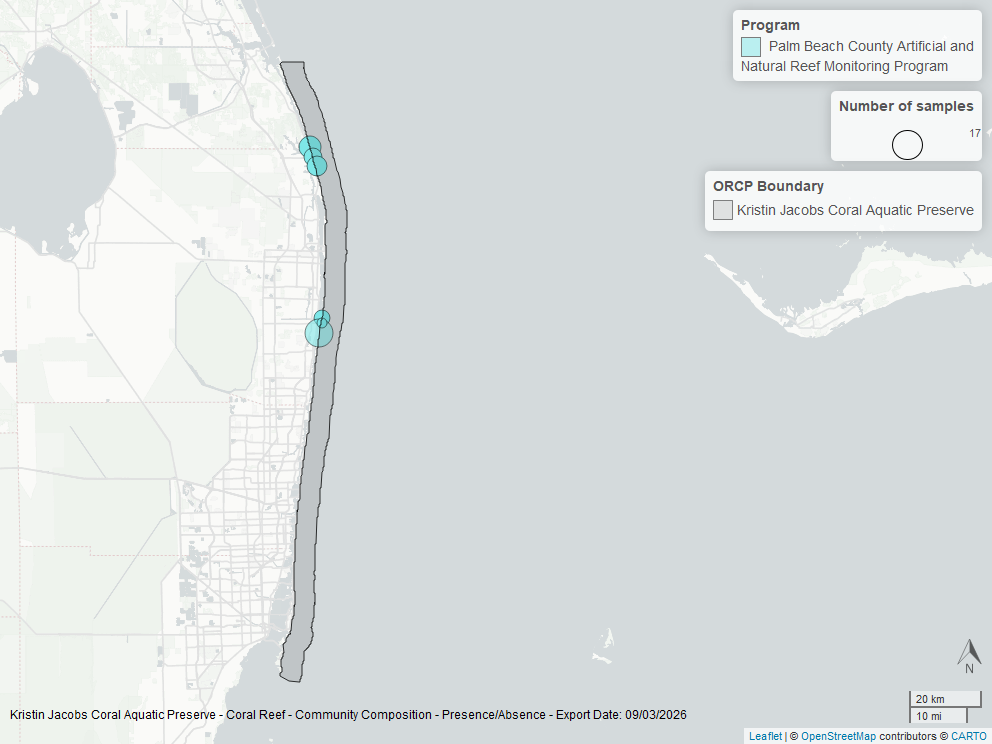 Program
Palm Beach County Artificial and
Natural Reef Monitoring Program
Number of samples
17
ORCP Boundary
Kristin Jacobs Coral Aquatic Preserve
N
20 km
10 mi
Kristin Jacobs Coral Aquatic Preserve - Coral Reef - Community Composition - Presence/Absence - Export Date: 09/03/2026
Leaflet | © OpenStreetMap contributors © CARTO